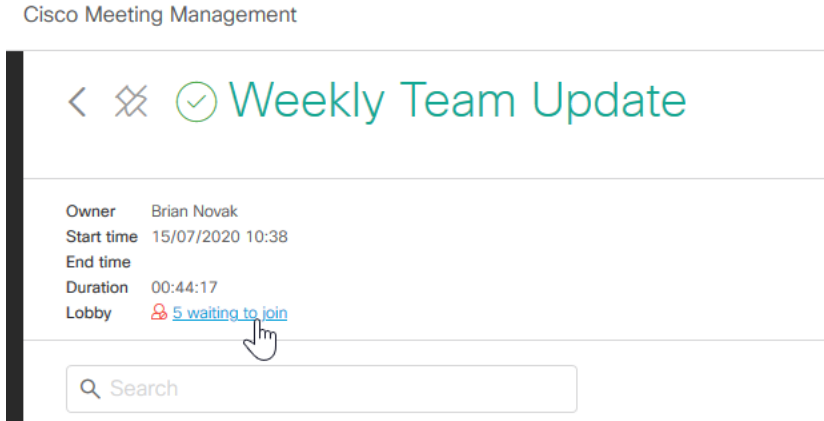 Cisco Meeting Management
Weekly Team Update
Owner Brian Novak
Start time 15/07/2020 10:38
End time
Duration 00:44:17
Lobby 5 waiting to join
Search